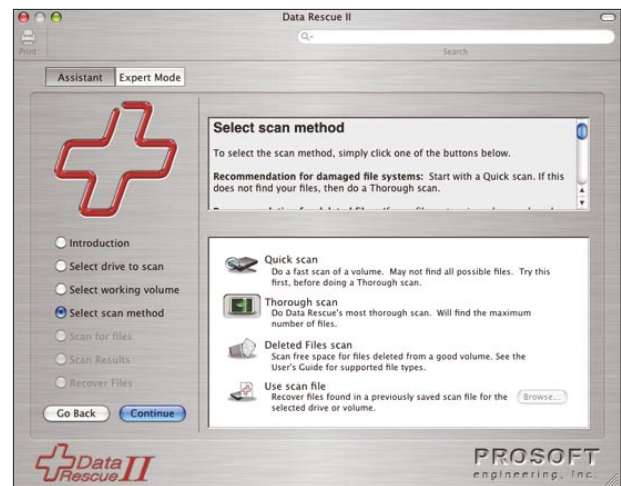 Data Rescue II
Print
Search
Assistant
Expert Mode
Select scan method
To select the scan method, simply click one of the buttons below.
Recommendation for damaged file systems: Start with a Quick scan. If this
does not find your files, then do a Thorough scan.
Introduction
Select drive to scan
Select working volume
Select scan method
Scan for files
Scan Results
Recover Files
Go Back
Continue
Quick scan
Do a fast scan of a volume. May not find all possible files. Try this
first, before doing a Thorough scan.
Thorough scan
Do Data Rescue's most thorough scan. Will find the maximum
number of files.
Deleted Files scan
Scan free space for files deleted from a good volume. See the
User's Guide for supported file types.
Use scan file
Recover files found in a previously saved scan file for the
selected drive or volume.
Browse...
Data
Rescue II
PROSOFT
engineering, Inc.